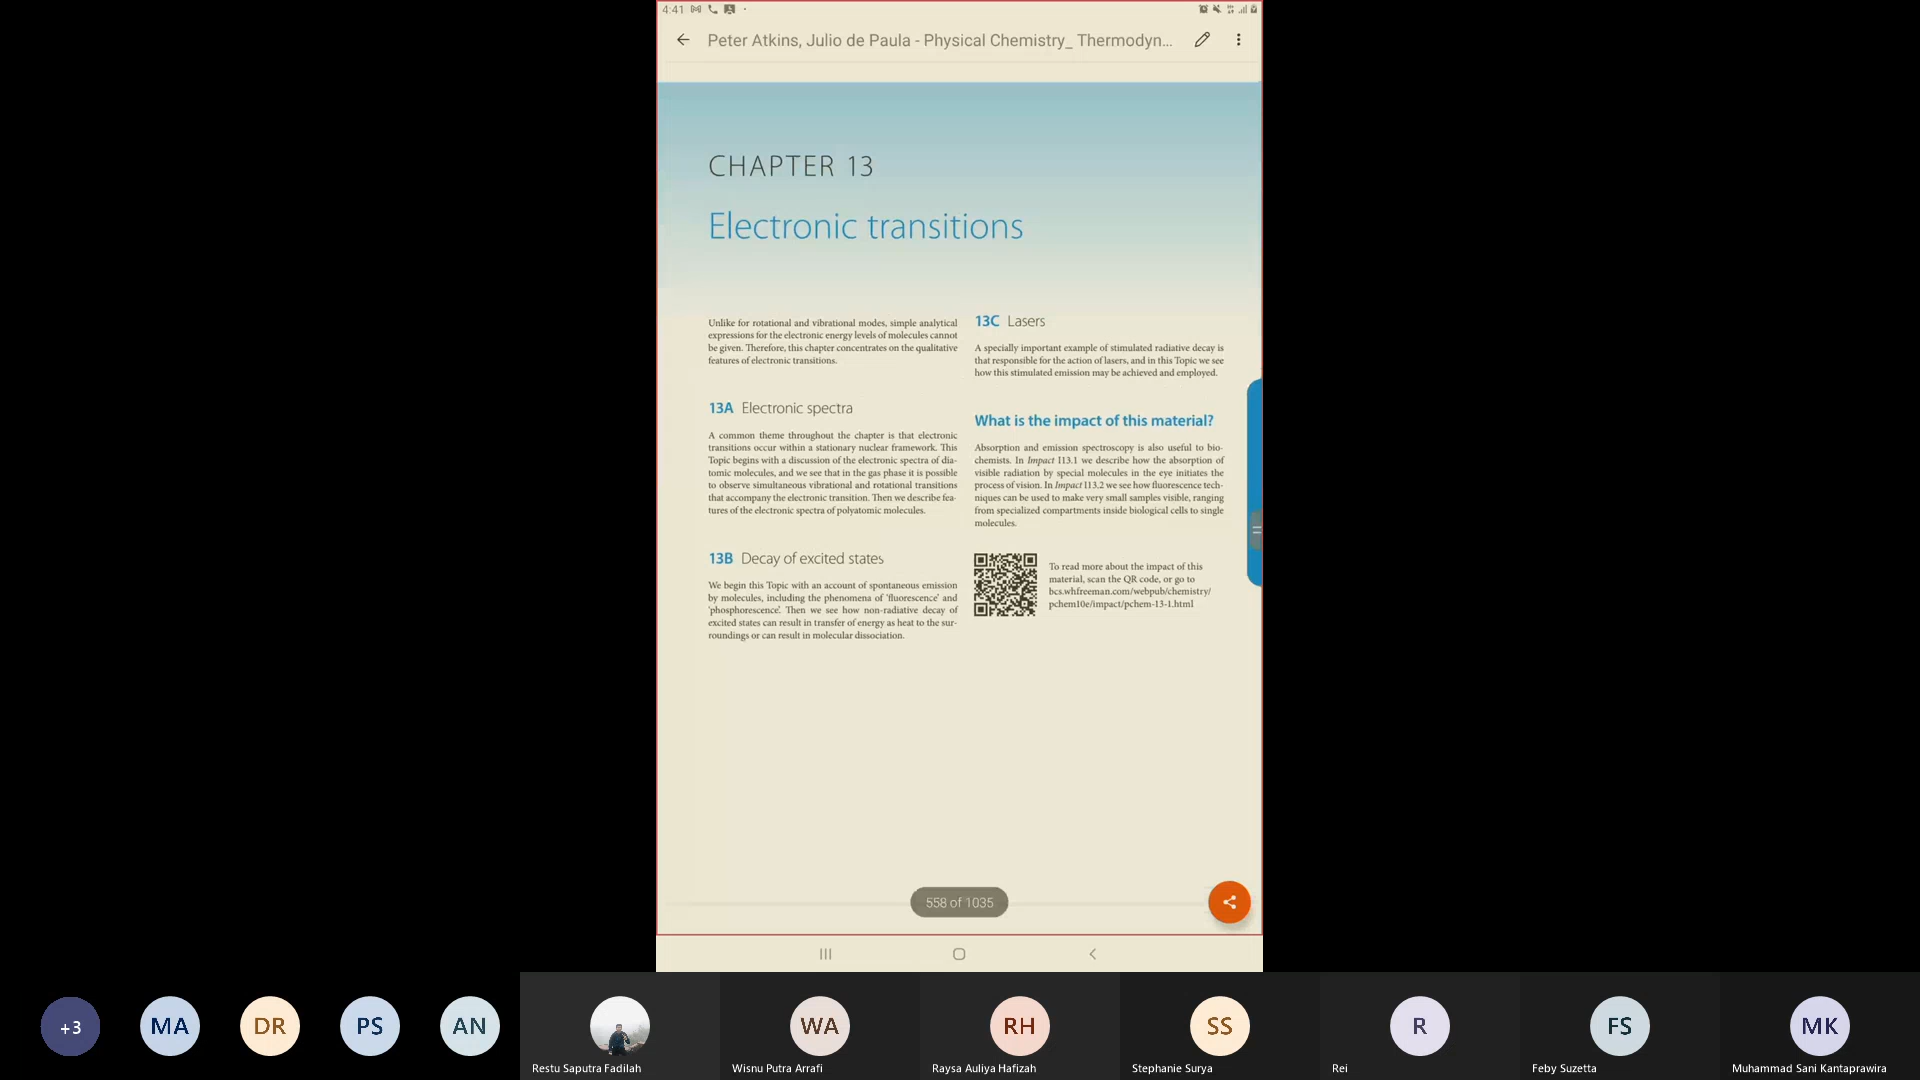 4:41
Peter Atkins, Julio de Paula - Physical Chemistry_ Thermodyn...
CHAPTER 13
Electronic transitions
Unlike for rotational and vibrational modes, simple analytical
expressions for the electronic energy levels of molecules cannot
be given. Therefore, this chapter concentrates on the qualitative
features of electronic transitions.
13A Electronic spectra
A common theme throughout the chapter is that electronic
transitions occur within a stationary nuclear framework. This
Topic begins with a discussion of the electronic spectra of dia-
tomic molecules, and we see that in the gas phase it is possible
to observe simultaneous vibrational and rotational transitions
that accompany the electronic transition. Then we describe fea-
tures of the electronic spectra of polyatomic molecules.
13B Decay of excited states
We begin this Topic with an account of spontaneous emission
by molecules, including the phenomena of 'fluorescence' and
'phosphorescence'. Then we see how non-radiative decay of
excited states can result in transfer of energy as heat to the sur-
roundings or can result in molecular dissociation.
13C Lasers
A specially important example of stimulated radiative decay is
that responsible for the action of lasers, and in this Topic we see
how this stimulated emission may be achieved and employed.
What is the impact of this material?
Absorption and emission spectroscopy is also useful to bio-
chemists. In Impact I13.1 we describe how the absorption of
visible radiation by special molecules in the eye initiates the
process of vision. In Impact I13.2 we see how fluorescence tech-
niques can be used to make very small samples visible, ranging
from specialized compartments inside biological cells to single
molecules.
To read more about the impact of this
material, scan the QR code, or go to
bcs.whfreeman.com/webpub/chemistry/
pchem10e/impact/pchem-13-1.html
558 of 1035
+3
MA
DR
PS
AN
WA
RH
SS
R
FS
MK
Restu Saputra Fadilah
Wisnu Putra Arrafi
Raysa Auliya Hafizah
Stephanie Surya
Rei
Feby Suzetta
Muhammad Sani Kantaprawira